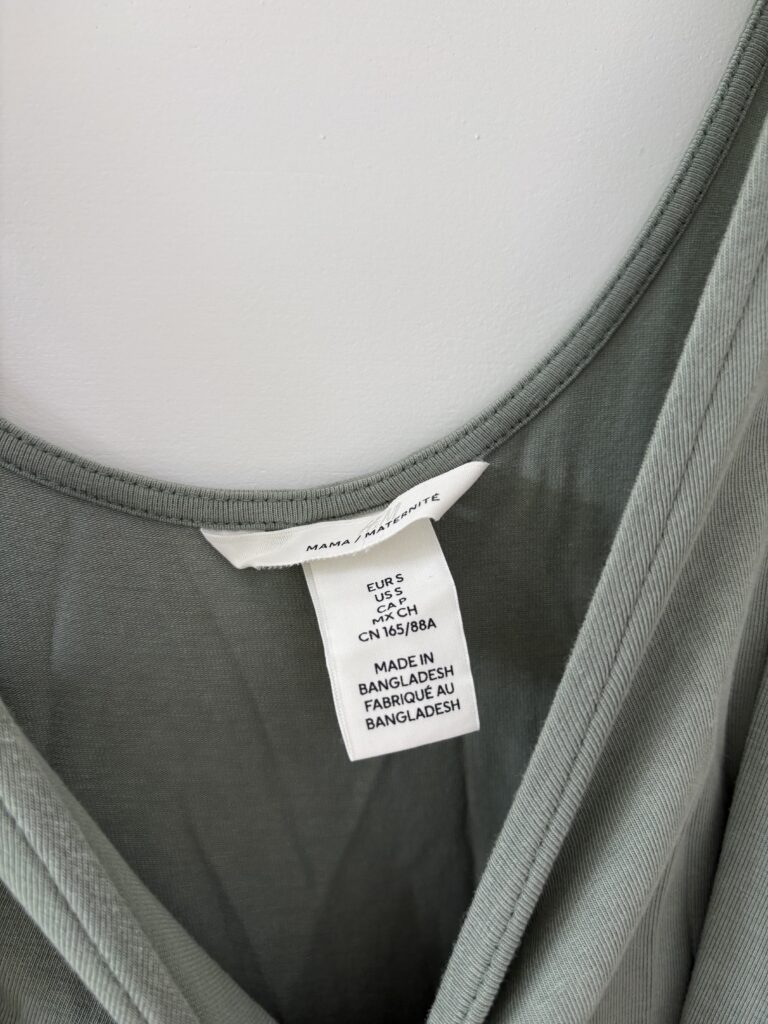 MAMA / MATERNITÉ
EUR S
US S
CA P
MX CH
CN 165/88A
MADE IN
BANGLADESH
FABRIQUÉ AU
BANGLADESH